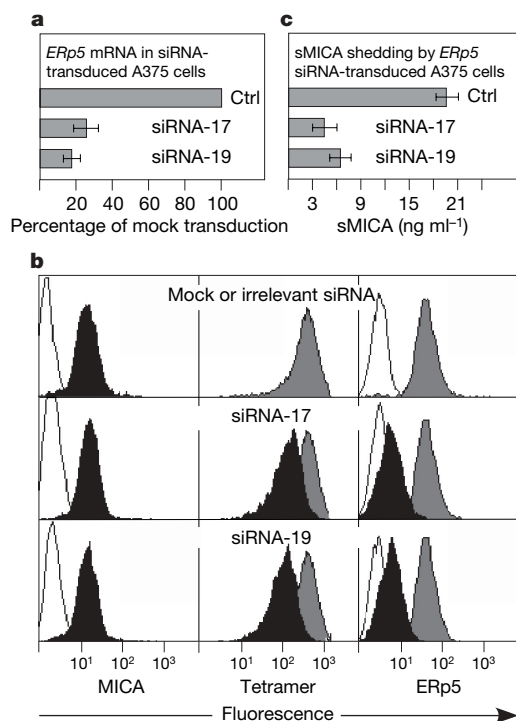 a
ERp5 mRNA in siRNA-
transduced A375 cells
Ctrl
siRNA-17
siRNA-19
0 20 40 60 80 100
Percentage of mock transduction
c
sMICA shedding by ERp5
siRNA-transduced A375 cells
Ctrl
siRNA-17
siRNA-19
3 9 15 21
sMICA (ng ml⁻¹)
b
Mock or irrelevant siRNA
siRNA-17
siRNA-19
10¹ 10² 10³ 10¹ 10² 10³ 10¹ 10² 10³
MICA Tetramer ERp5
Fluorescence